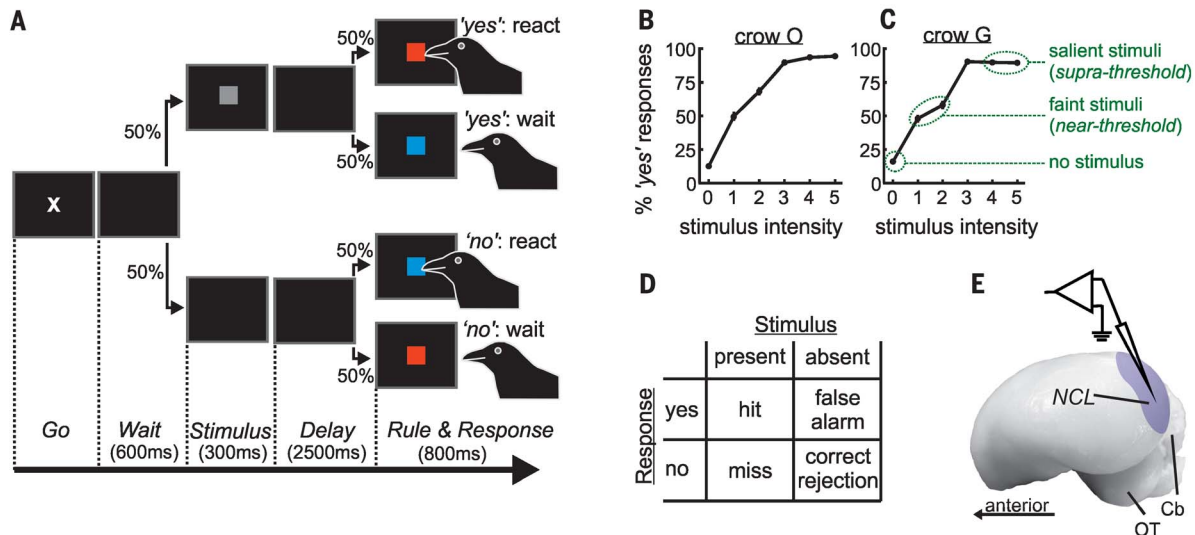 A
Go
Wait
(600ms)
Stimulus
(300ms)
Delay
(2500ms)
Rule & Response
(800ms)
x
50%
50%
50%
'yes': react
50%
'yes': wait
50%
'no': react
50%
'no': wait
B
crow O
% 'yes' responses
100
75
50
25
0
0 1 2 3 4 5
stimulus intensity
C
crow G
100
75
50
25
0
0 1 2 3 4 5
stimulus intensity
salient stimuli
(supra-threshold)
faint stimuli
(near-threshold)
no stimulus
D
Stimulus
present absent
Response
yes hit false
alarm
no miss correct
rejection
E
NCL
anterior
OT
Cb